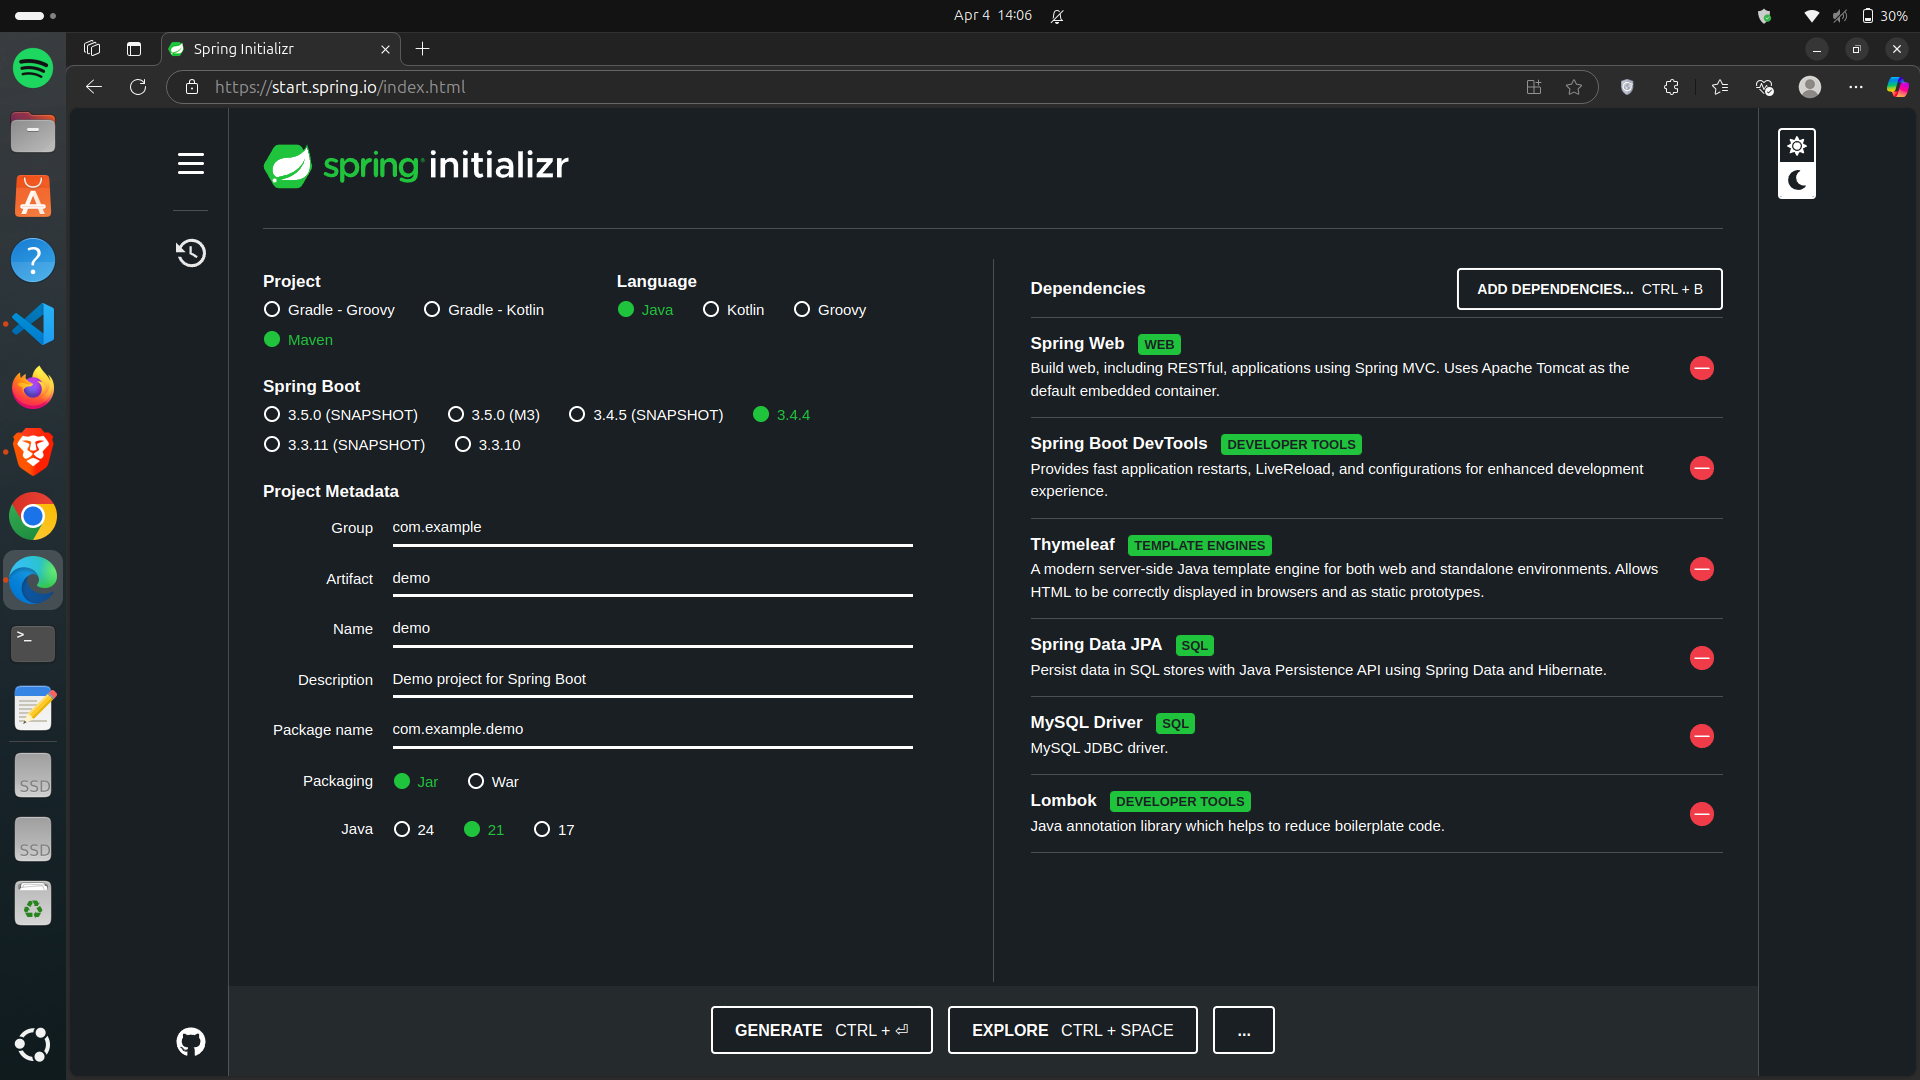 Apr 4 14:06
30%
Spring Initializr
https://start.spring.io/index.html
spring initializr
Project
Gradle - Groovy
Gradle - Kotlin
Maven
Language
Java
Kotlin
Groovy
Spring Boot
3.5.0 (SNAPSHOT)
3.5.0 (M3)
3.4.5 (SNAPSHOT)
3.4.4
3.3.11 (SNAPSHOT)
3.3.10
Project Metadata
Group com.example
Artifact demo
Name demo
Description Demo project for Spring Boot
Package name com.example.demo
Packaging Jar War
Java 24 21 17
Dependencies
ADD DEPENDENCIES... CTRL + B
Spring Web WEB
Build web, including RESTful, applications using Spring MVC. Uses Apache Tomcat as the
default embedded container.
Spring Boot DevTools DEVELOPER TOOLS
Provides fast application restarts, LiveReload, and configurations for enhanced development
experience.
Thymeleaf TEMPLATE ENGINES
A modern server-side Java template engine for both web and standalone environments. Allows
HTML to be correctly displayed in browsers and as static prototypes.
Spring Data JPA SQL
Persist data in SQL stores with Java Persistence API using Spring Data and Hibernate.
MySQL Driver SQL
MySQL JDBC driver.
Lombok DEVELOPER TOOLS
Java annotation library which helps to reduce boilerplate code.
GENERATE CTRL + ⏎
EXPLORE CTRL + SPACE
...
SSD
SSD